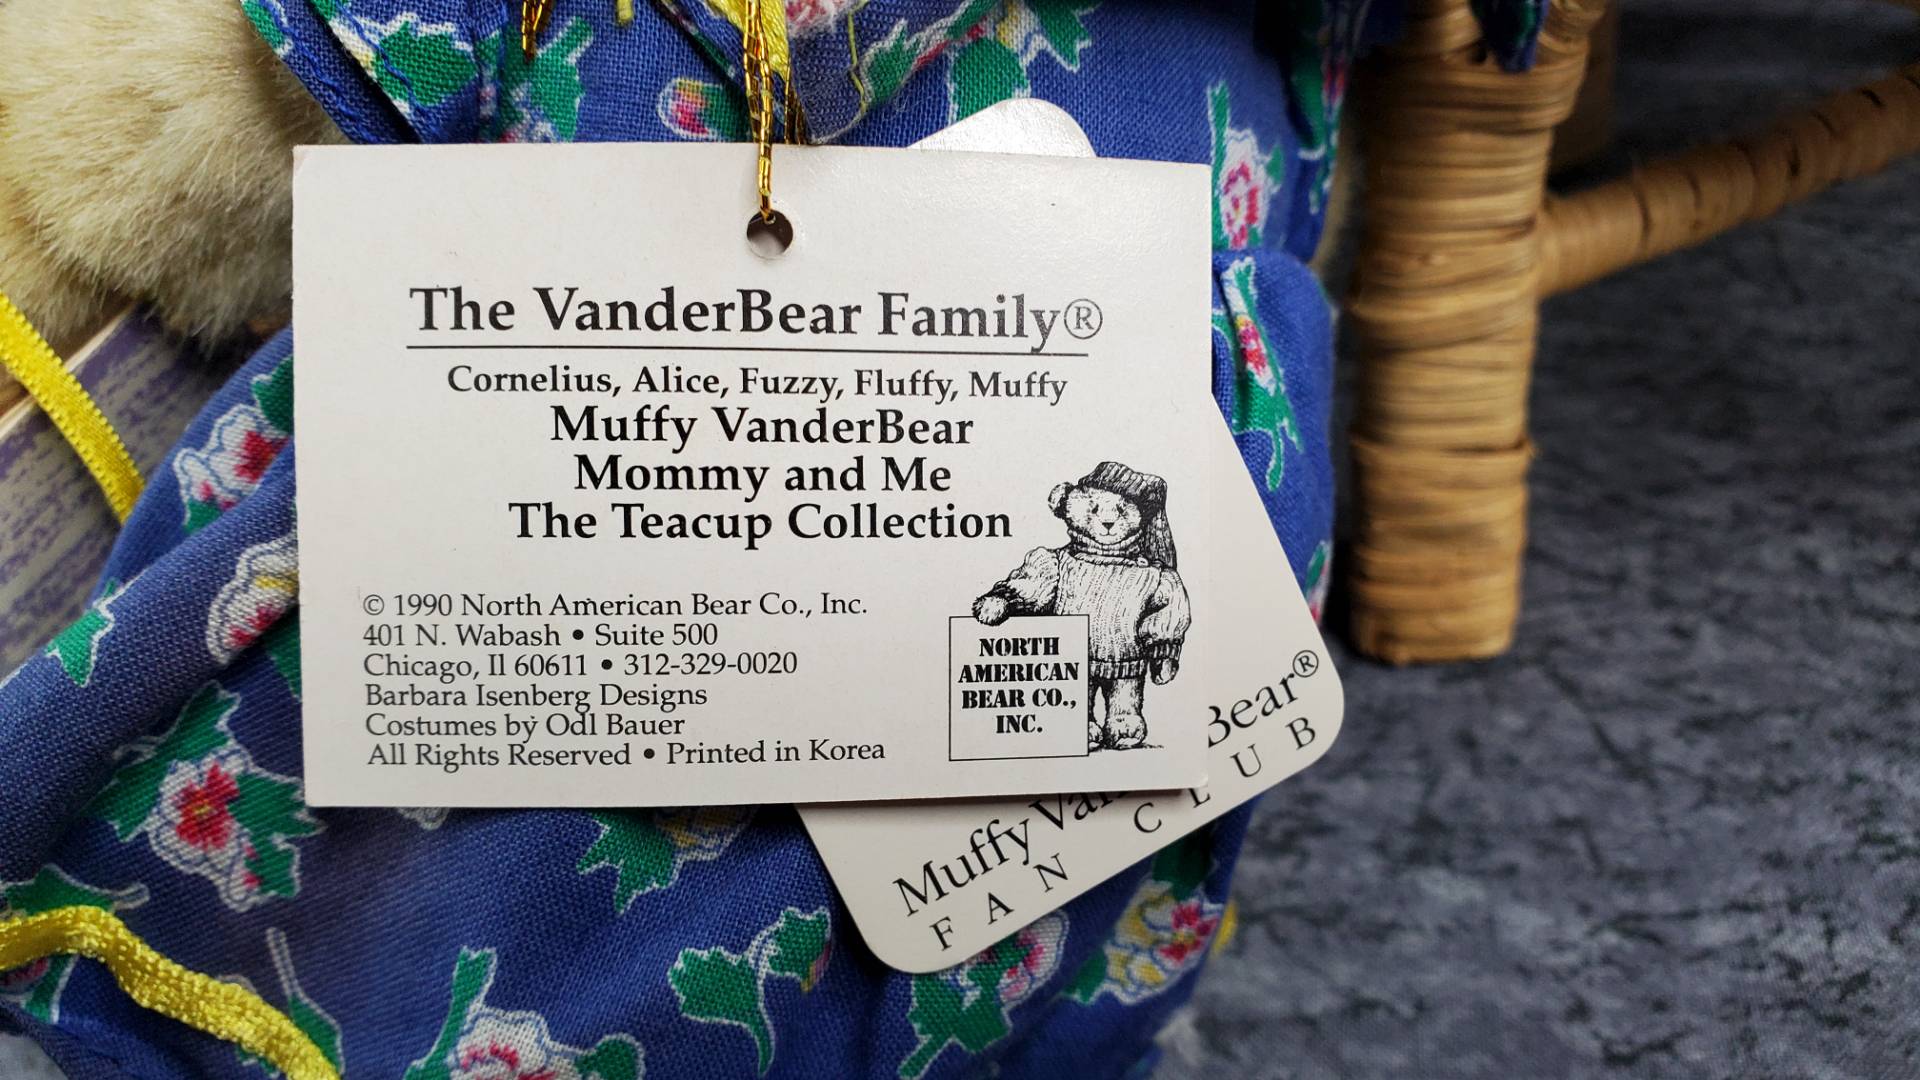 The VanderBear Family®
Cornelius, Alice, Fuzzy, Fluffy, Muffy
Muffy VanderBear
Mommy and Me
The Teacup Collection
© 1990 North American Bear Co., Inc.
401 N. Wabash • Suite 500
Chicago, Il 60611 • 312-329-0020
Barbara Isenberg Designs
Costumes by Odl Bauer
All Rights Reserved • Printed in Korea
NORTH
AMERICAN
BEAR CO.,
INC.
Muffy Van Bear®
FAN CLUB